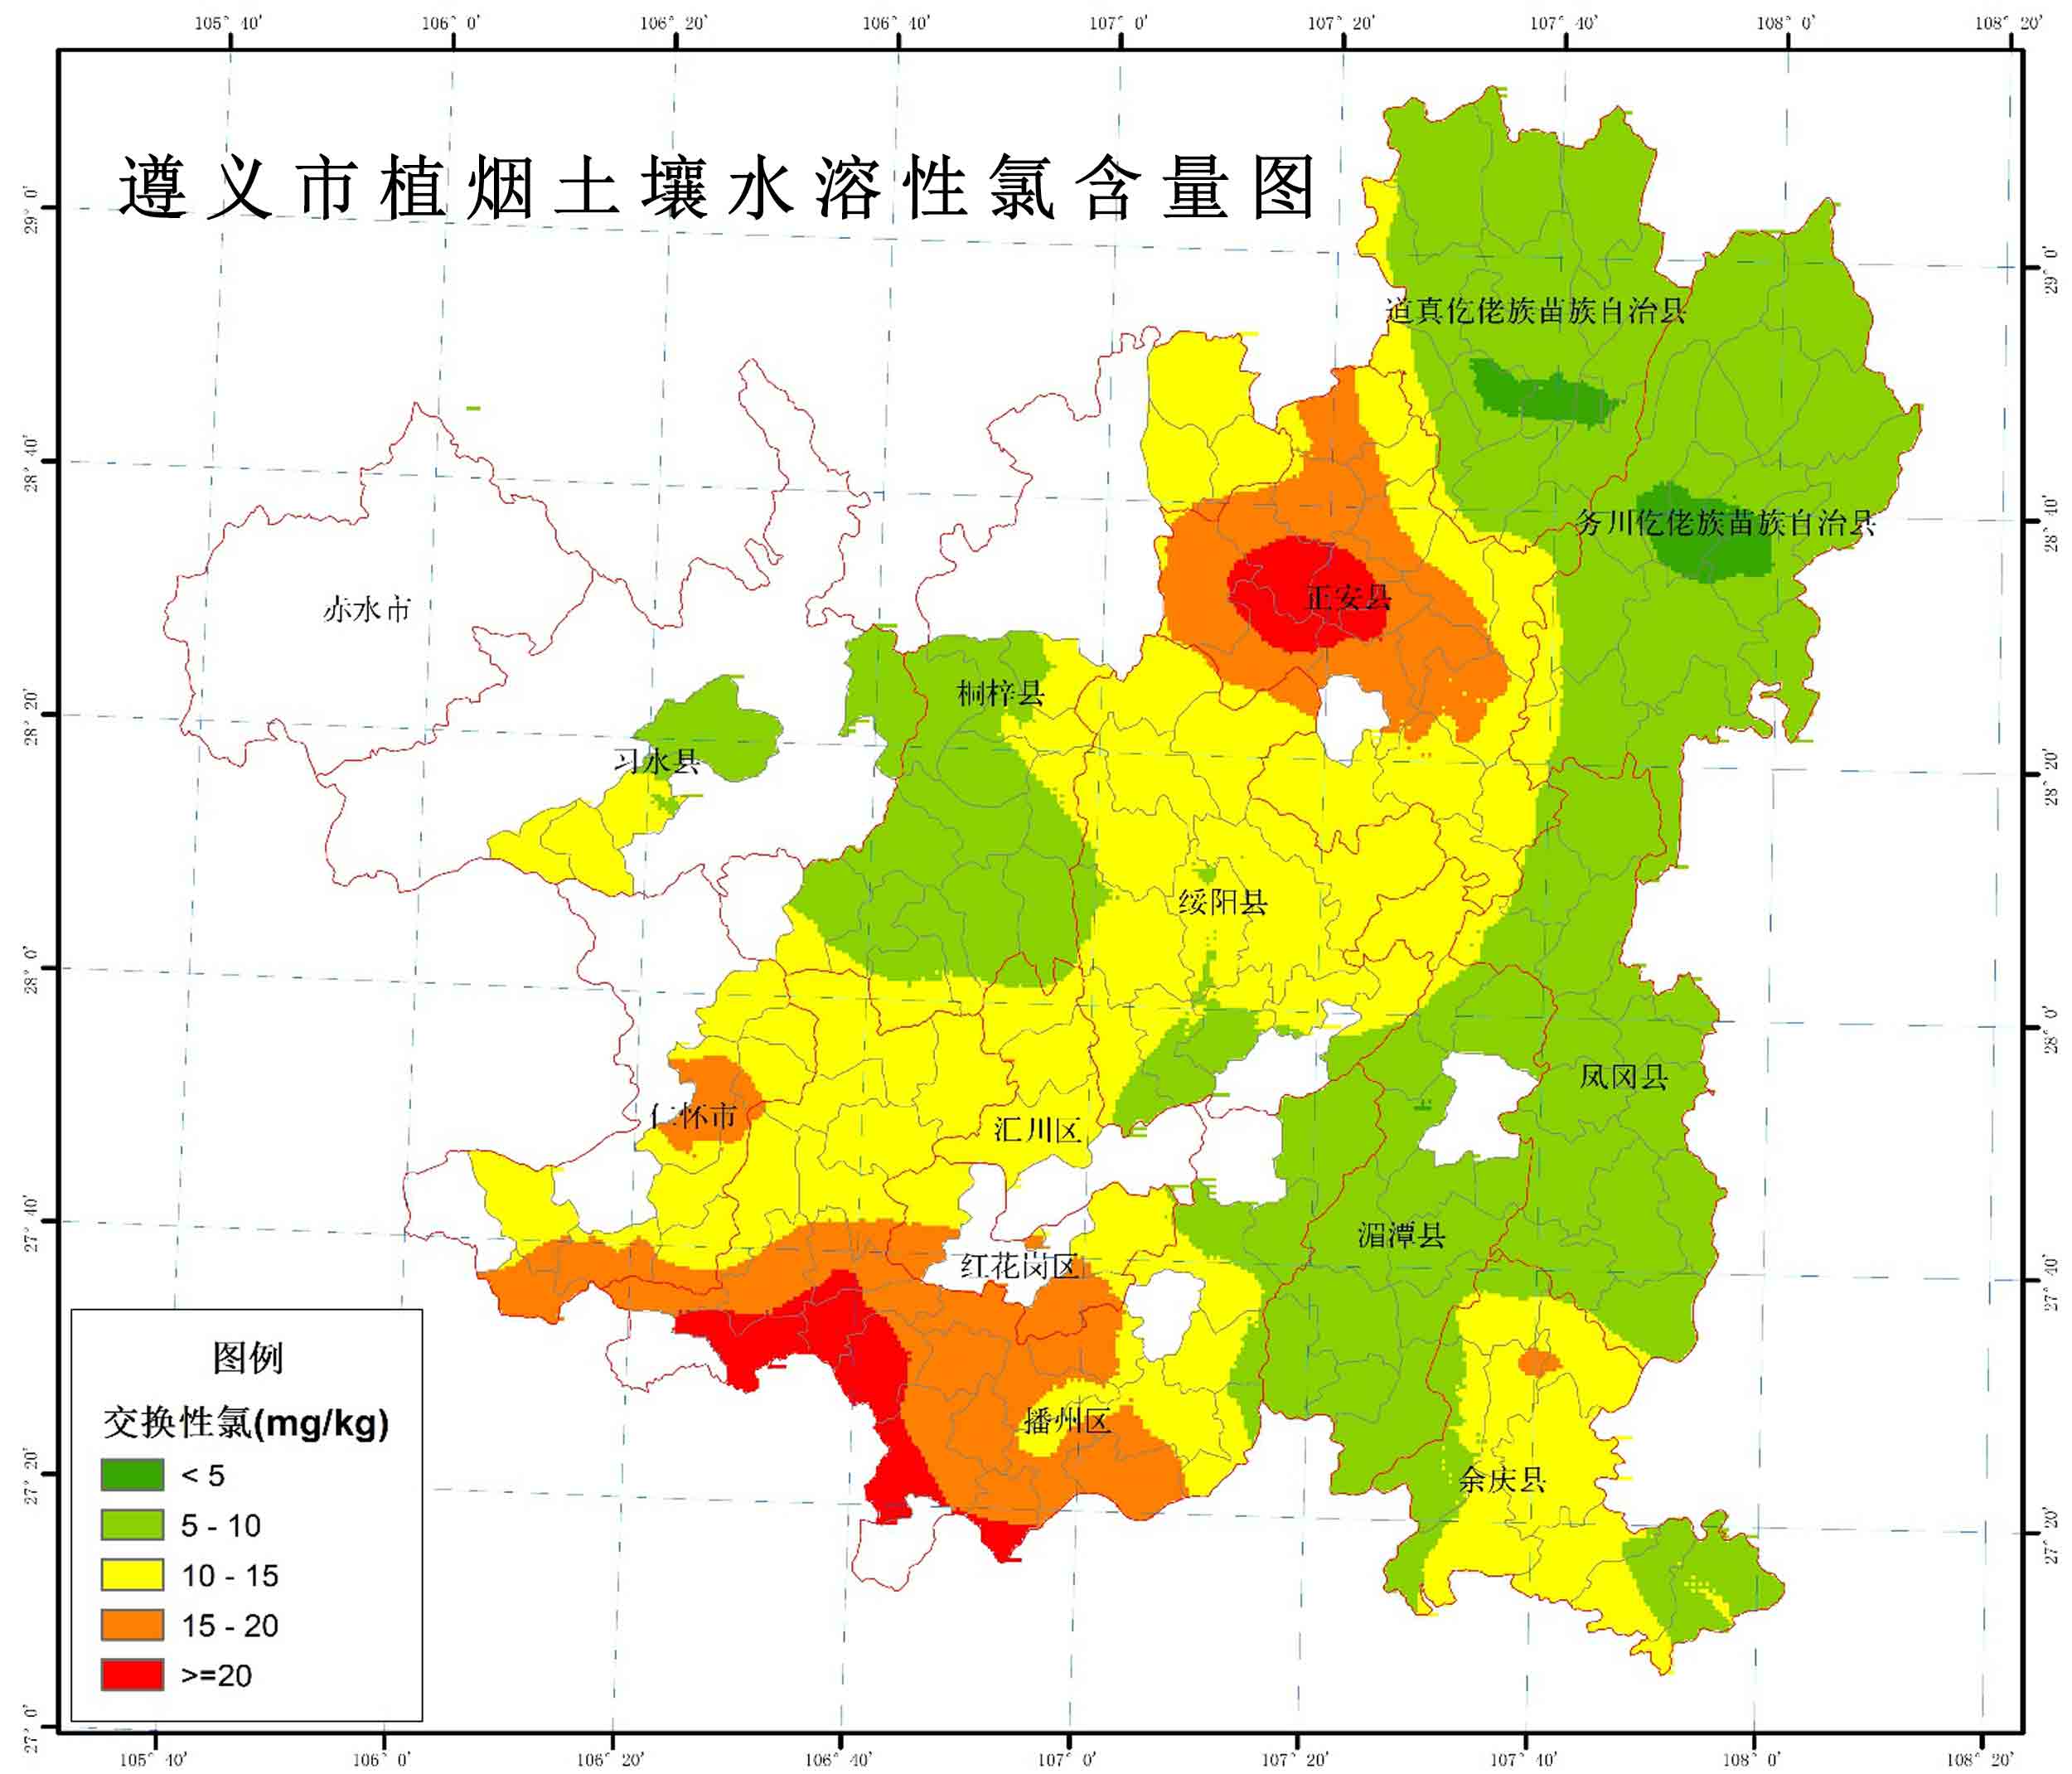 105° 40' 106° 0' 106° 20' 106° 40' 107° 0' 107° 20' 107° 40' 108° 0' 108° 20'
遵义市植烟土壤水溶性氯含量图
29° 0'
29° 0'
道真仡佬族苗族自治县
28° 40'
28° 40'
务川仡佬族苗族自治县
正安县
赤水市
桐梓县
28° 20'
习水县
28° 20'
绥阳县
28° 0'
28° 0'
凤冈县
仁怀市
汇川区
27° 40'
湄潭县
红花岗区
27° 40'
图例
交换性氯(mg/kg)
播州区
< 5
27° 20'
余庆县
5 - 10
27° 20'
10 - 15
15 - 20
>=20
27° 0'
105° 40' 106° 0' 106° 20' 106° 40' 107° 0' 107° 20' 107° 40' 108° 0' 108° 20'